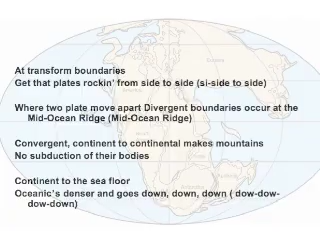 At transform boundaries
Get that plates rockin' from side to side (si-side to side)
Where two plate move apart Divergent boundaries occur at the
Mid-Ocean Ridge (Mid-Ocean Ridge)
Convergent, continent to continental makes mountains
No subduction of their bodies
Continent to the sea floor
Oceanic's denser and goes down, down, down ( dow-dow-
dow-down)